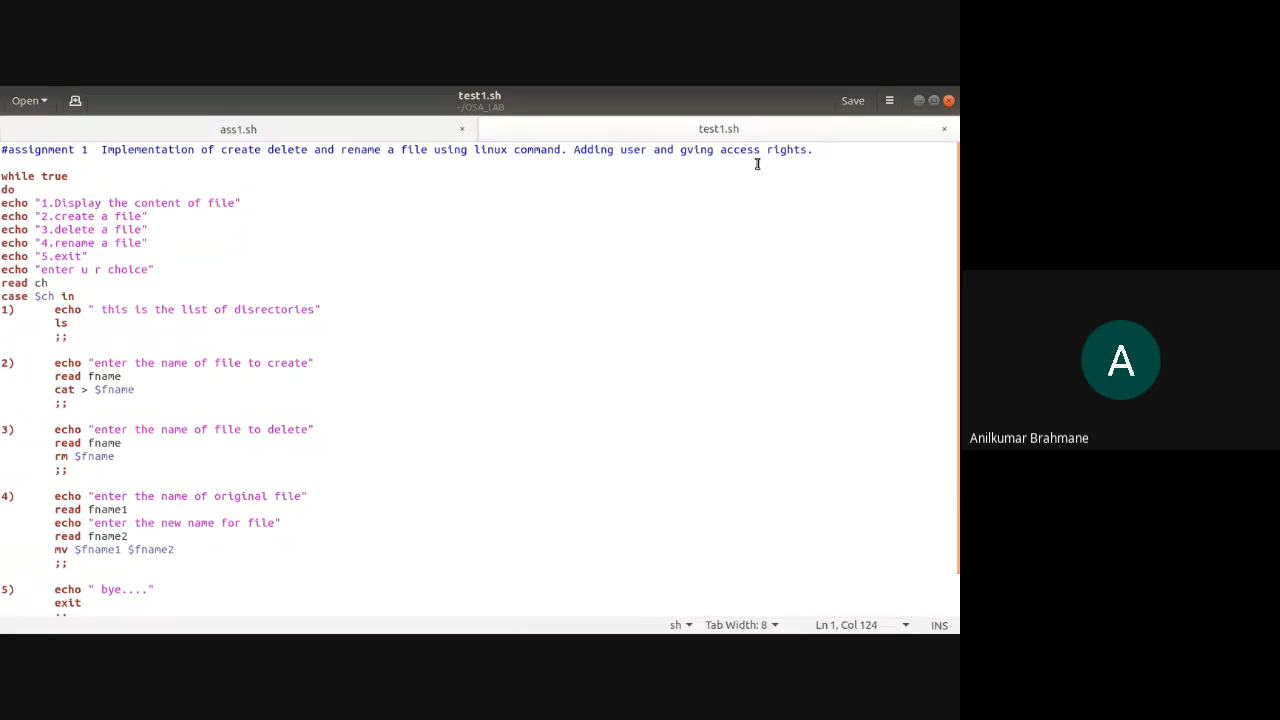 Open
test1.sh
~/OSA_LAB
Save
ass1.sh
test1.sh
#assignment 1  Implementation of create delete and rename a file using linux command. Adding user and gving access rights.
while true
do
echo "1.Display the content of file"
echo "2.create a file"
echo "3.delete a file"
echo "4.rename a file"
echo "5.exit"
echo "enter u r choice"
read ch
case $ch in
1)      echo " this is the list of disrectories"
        ls
        ;;
2)      echo "enter the name of file to create"
        read fname
        cat > $fname
        ;;
3)      echo "enter the name of file to delete"
        read fname
        rm $fname
        ;;
4)      echo "enter the name of original file"
        read fname1
        echo "enter the new name for file"
        read fname2
        mv $fname1 $fname2
        ;;
5)      echo " bye...."
        exit
sh   Tab Width: 8   Ln 1, Col 124   INS
A
Anilkumar Brahmane